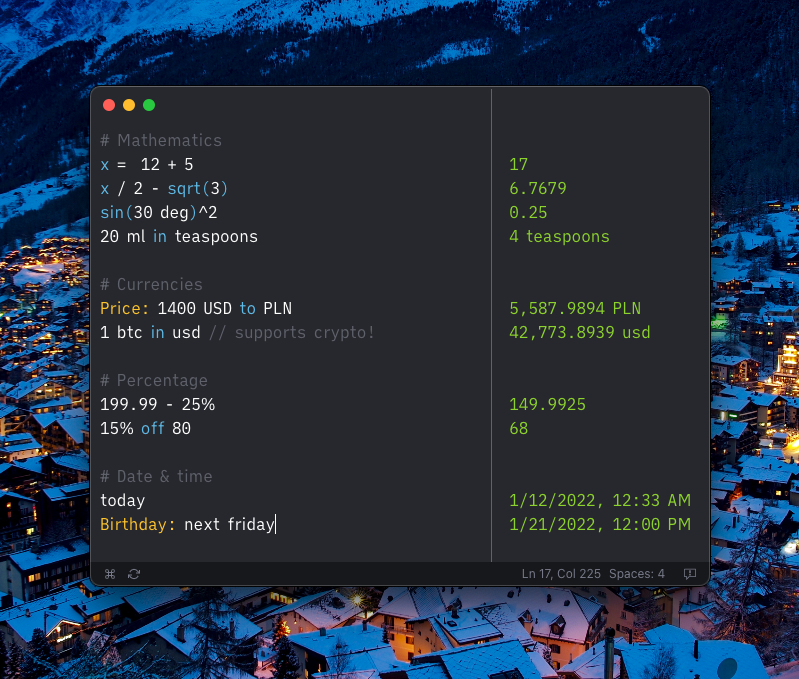 # Mathematics
x = 12 + 5 17
x / 2 - sqrt(3) 6.7679
sin(30 deg)^2 0.25
20 ml in teaspoons 4 teaspoons
# Currencies
Price: 1400 USD to PLN 5,587.9894 PLN
1 btc in usd // supports crypto! 42,773.8939 usd
# Percentage
199.99 - 25% 149.9925
15% off 80 68
# Date & time
today 1/12/2022, 12:33 AM
Birthday: next friday 1/21/2022, 12:00 PM
Ln 17, Col 225 Spaces: 4